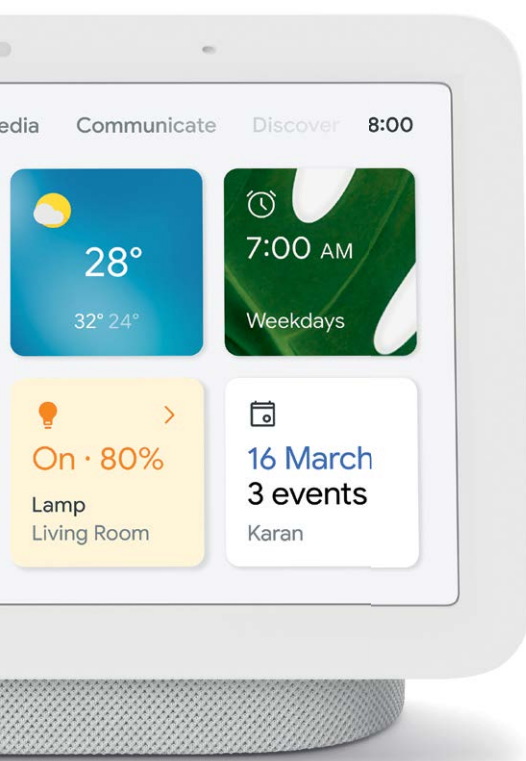 edia Communicate Discover 8:00
28°
32° 24°
7:00 AM
Weekdays
On · 80%
Lamp
Living Room
16 March
3 events
Karan